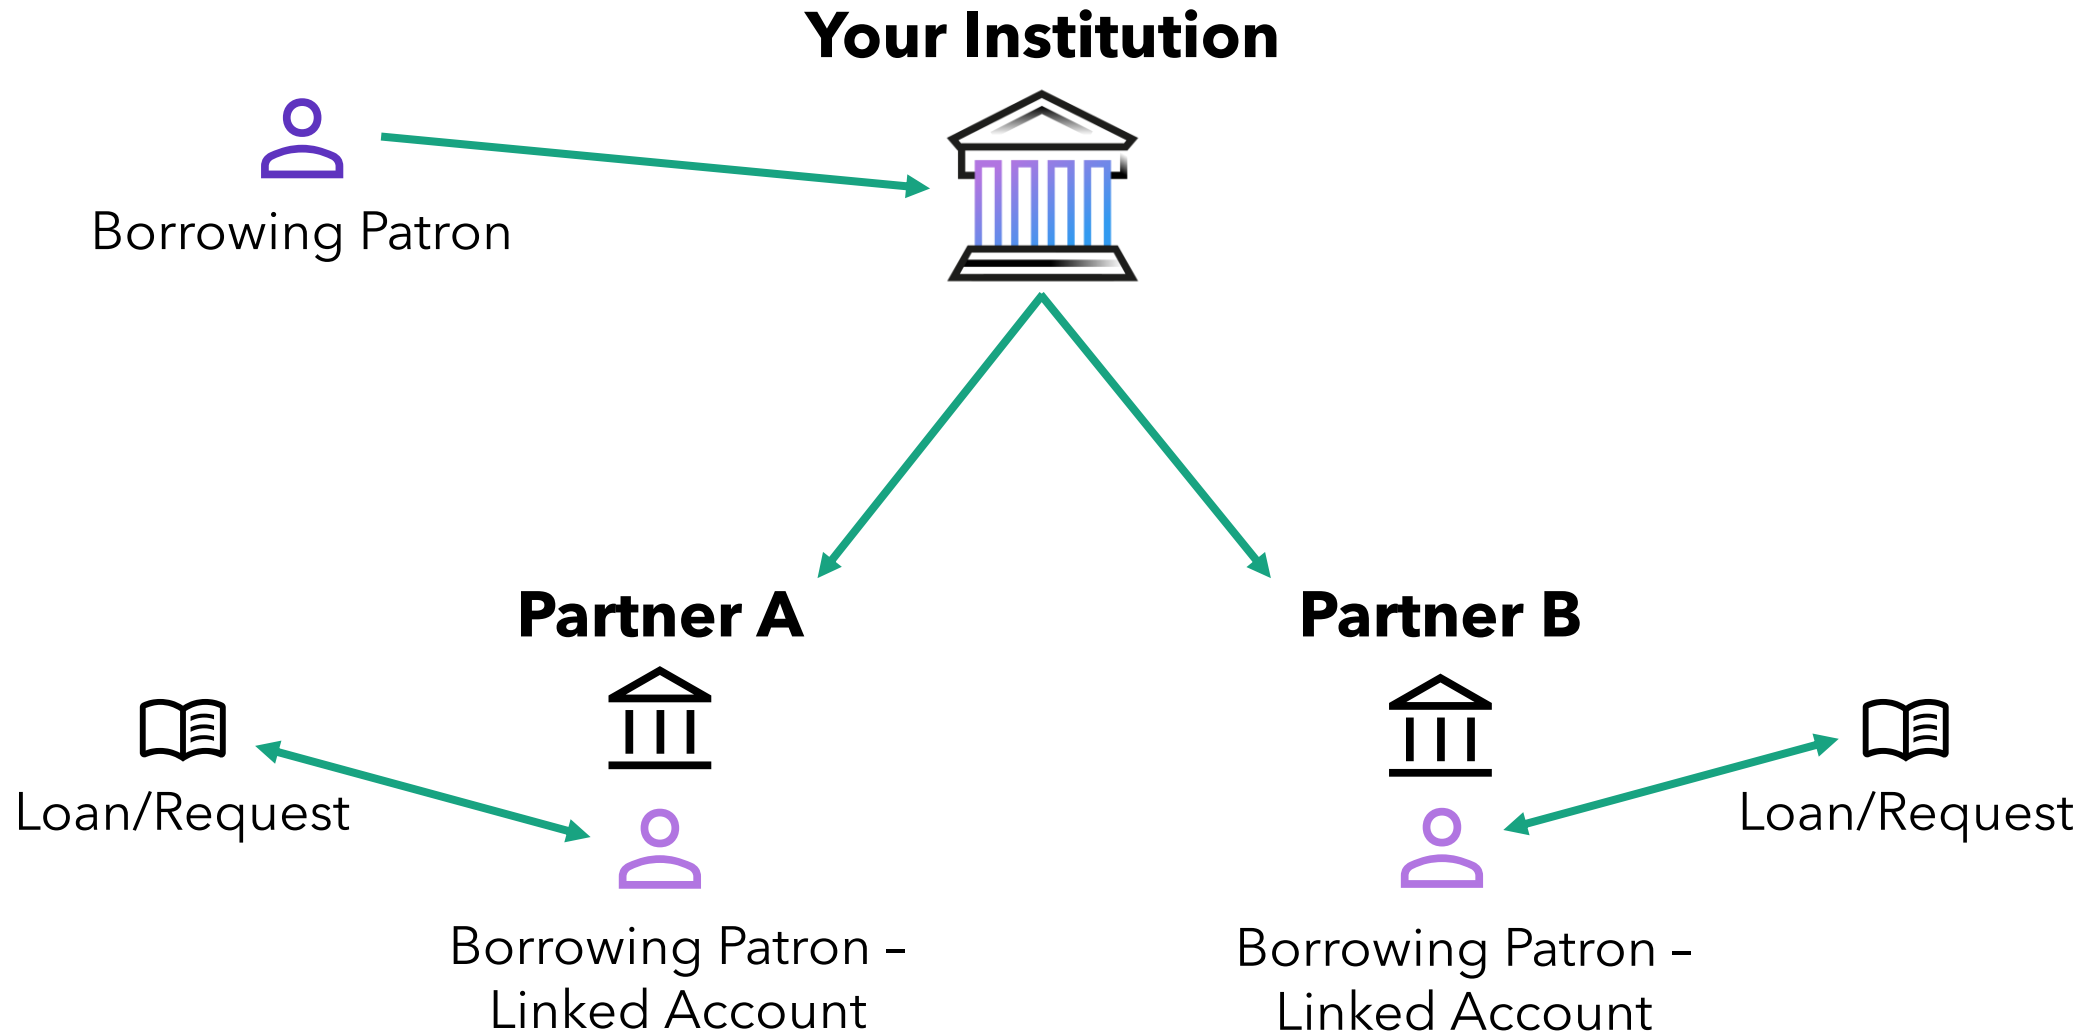 Your Institution
Borrowing Patron
Partner A
Partner B
Loan/Request
Loan/Request
Borrowing Patron –
Linked Account
Borrowing Patron –
Linked Account